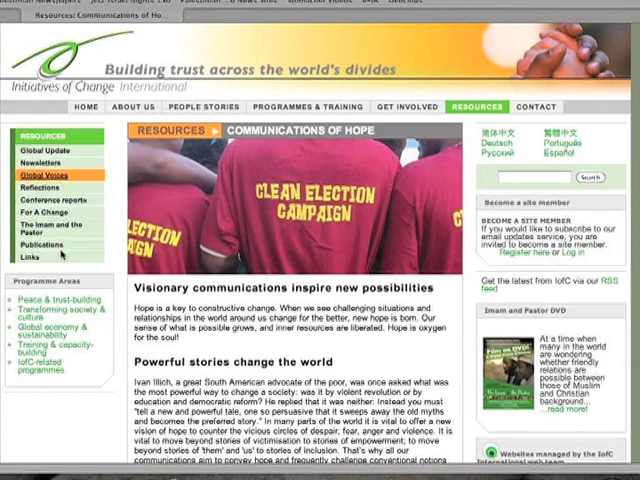 Resources: Communications of Ho...
Building trust across the world's divides
Initiatives of Change International
HOME ABOUT US PEOPLE STORIES PROGRAMMES & TRAINING GET INVOLVED RESOURCES CONTACT
RESOURCES
Global Update
Newsletters
Global Voices
Reflections
Conference reports
For A Change
The Imam and the
Pastor
Publications
Links
Programme Areas
Peace & trust-building
Transforming society &
culture
Global economy &
sustainability
Training & capacity-
building
IofC-related
programmes
RESOURCES COMMUNICATIONS OF HOPE
CLEAN ELECTION
CAMPAIGN
ELECTION
Visionary communications inspire new possibilities
Hope is a key to constructive change. When we see challenging situations and
relationships in the world around us change for the better, new hope is born. Our
sense of what is possible grows, and inner resources are liberated. Hope is oxygen
for the soul!
Powerful stories change the world
Ivan Illich, a great South American advocate of the poor, was once asked what was
the most powerful way to change a society: was it by violent revolution or by
education and democratic reform? He replied that it was neither. Instead you must
"tell a new and powerful tale, one so persuasive that it sweeps away the old myths
and becomes the preferred story." In many parts of the world it is vital to offer a new
vision of hope to counter the vicious circles of despair, fear, anger and violence. It is
vital to move beyond stories of victimisation to stories of empowerment; to move
beyond stories of 'them' and 'us' to stories of inclusion. That's why all our
communications aim to convey hope and frequently challenge conventional notions
简体中文 繁體中文
Deutsch Português
Русский Español
Search
Become a site member
BECOME A SITE MEMBER
If you would like to subscribe to our
email updates service, you are
invited to become a site member.
Register here or Log in
Get the latest from IofC via our RSS
feed
Imam and Pastor DVD
Film on DVD!
At a time when
many in the world
are wondering
whether friendly
relations are
possible between
those of Muslim
and Christian
background...
...read more!
Websites managed by the IofC
International web team